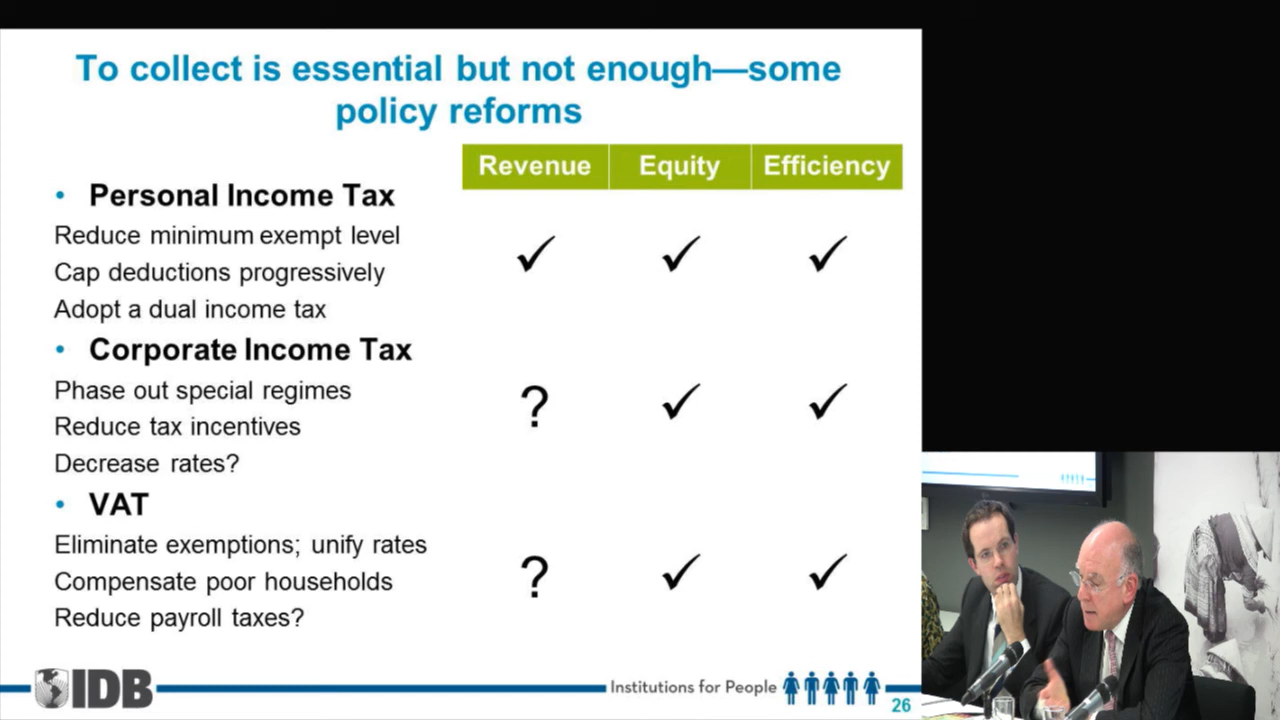 To collect is essential but not enough—some
policy reforms
Revenue Equity Efficiency
• Personal Income Tax
Reduce minimum exempt level
Cap deductions progressively
Adopt a dual income tax
• Corporate Income Tax
Phase out special regimes
?
Reduce tax incentives
Decrease rates?
• VAT
Eliminate exemptions; unify rates
?
Compensate poor households
Reduce payroll taxes?
IDB
Institutions for People
26